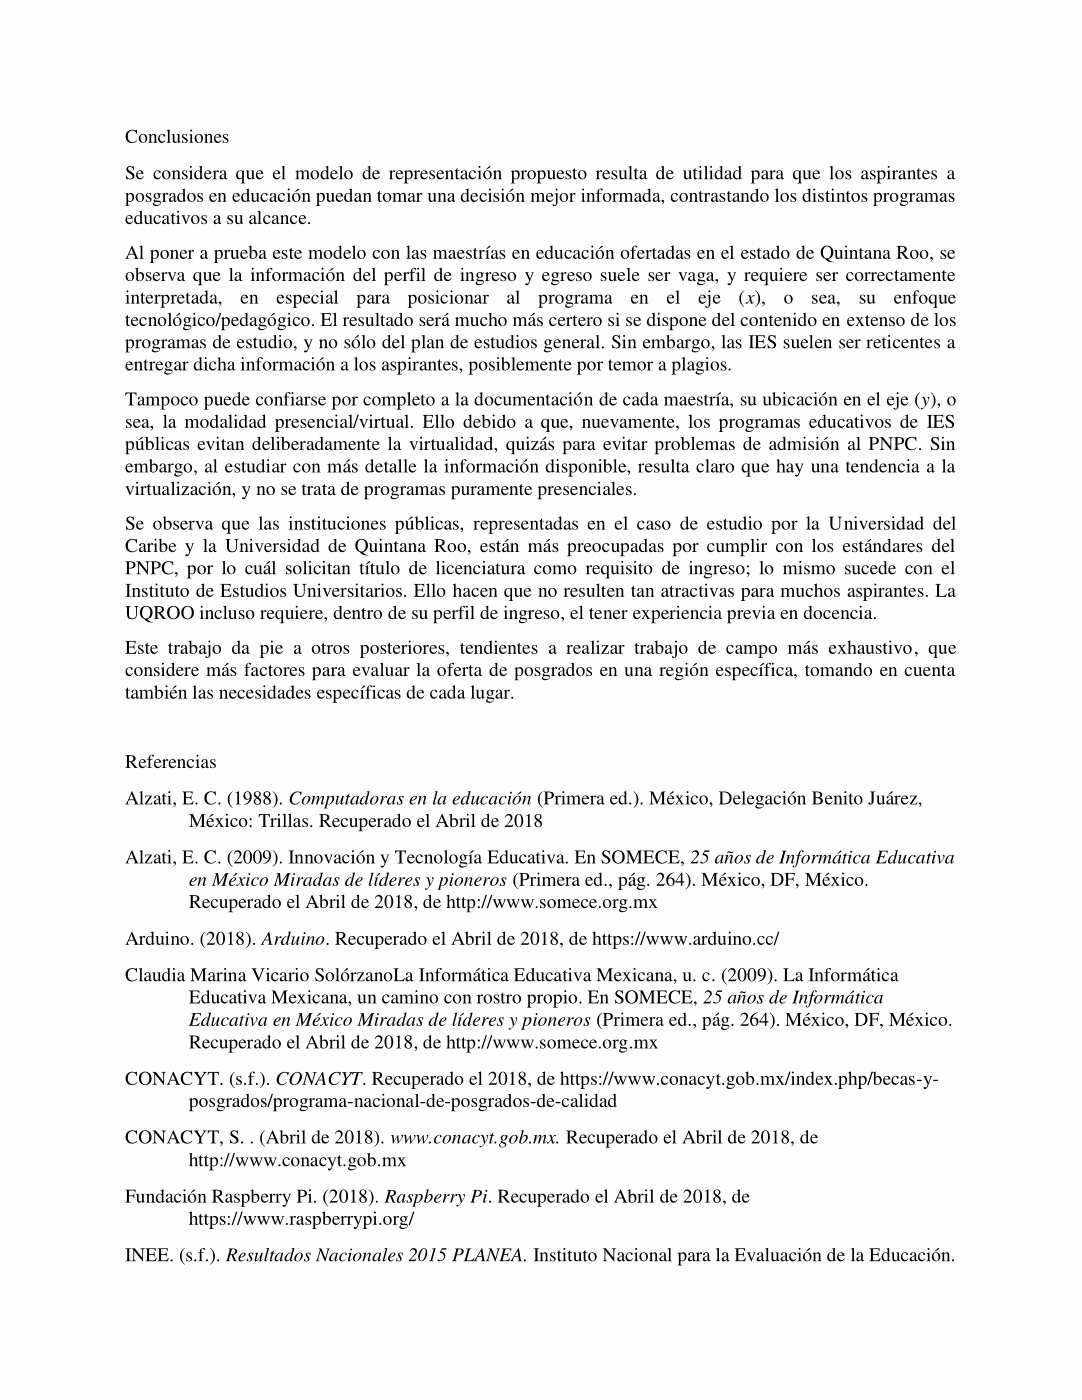 Conclusiones
Se considera que el modelo de representación propuesto resulta de utilidad para que los aspirantes a
posgrados en educación puedan tomar una decisión mejor informada, contrastando los distintos programas
educativos a su alcance.
Al poner a prueba este modelo con las maestrías en educación ofertadas en el estado de Quintana Roo, se
observa que la información del perfil de ingreso y egreso suele ser vaga, y requiere ser correctamente
interpretada, en especial para posicionar al programa en el eje (x), o sea, su enfoque
tecnológico/pedagógico. El resultado será mucho más certero si se dispone del contenido en extenso de los
programas de estudio, y no sólo del plan de estudios general. Sin embargo, las IES suelen ser reticentes a
entregar dicha información a los aspirantes, posiblemente por temor a plagios.
Tampoco puede confiarse por completo a la documentación de cada maestría, su ubicación en el eje (y), o
sea, la modalidad presencial/virtual. Ello debido a que, nuevamente, los programas educativos de IES
públicas evitan deliberadamente la virtualidad, quizás para evitar problemas de admisión al PNPC. Sin
embargo, al estudiar con más detalle la información disponible, resulta claro que hay una tendencia a la
virtualización, y no se trata de programas puramente presenciales.
Se observa que las instituciones públicas, representadas en el caso de estudio por la Universidad del
Caribe y la Universidad de Quintana Roo, están más preocupadas por cumplir con los estándares del
PNPC, por lo cuál solicitan título de licenciatura como requisito de ingreso; lo mismo sucede con el
Instituto de Estudios Universitarios. Ello hacen que no resulten tan atractivas para muchos aspirantes. La
UQROO incluso requiere, dentro de su perfil de ingreso, el tener experiencia previa en docencia.
Este trabajo da pie a otros posteriores, tendientes a realizar trabajo de campo más exhaustivo, que
considere más factores para evaluar la oferta de posgrados en una región específica, tomando en cuenta
también las necesidades específicas de cada lugar.
Referencias
Alzati, E. C. (1988). Computadoras en la educación (Primera ed.). México, Delegación Benito Juárez,
México: Trillas. Recuperado el Abril de 2018
Alzati, E. C. (2009). Innovación y Tecnología Educativa. En SOMECE, 25 años de Informática Educativa
en México Miradas de líderes y pioneros (Primera ed., pág. 264). México, DF, México.
Recuperado el Abril de 2018, de http://www.somece.org.mx
Arduino. (2018). Arduino. Recuperado el Abril de 2018, de https://www.arduino.cc/
Claudia Marina Vicario SolórzanoLa Informática Educativa Mexicana, u. c. (2009). La Informática
Educativa Mexicana, un camino con rostro propio. En SOMECE, 25 años de Informática
Educativa en México Miradas de líderes y pioneros (Primera ed., pág. 264). México, DF, México.
Recuperado el Abril de 2018, de http://www.somece.org.mx
CONACYT. (s.f.). CONACYT. Recuperado el 2018, de https://www.conacyt.gob.mx/index.php/becas-y-
posgrados/programa-nacional-de-posgrados-de-calidad
CONACYT, S. . (Abril de 2018). www.conacyt.gob.mx. Recuperado el Abril de 2018, de
http://www.conacyt.gob.mx
Fundación Raspberry Pi. (2018). Raspberry Pi. Recuperado el Abril de 2018, de
https://www.raspberrypi.org/
INEE. (s.f.). Resultados Nacionales 2015 PLANEA. Instituto Nacional para la Evaluación de la Educación.